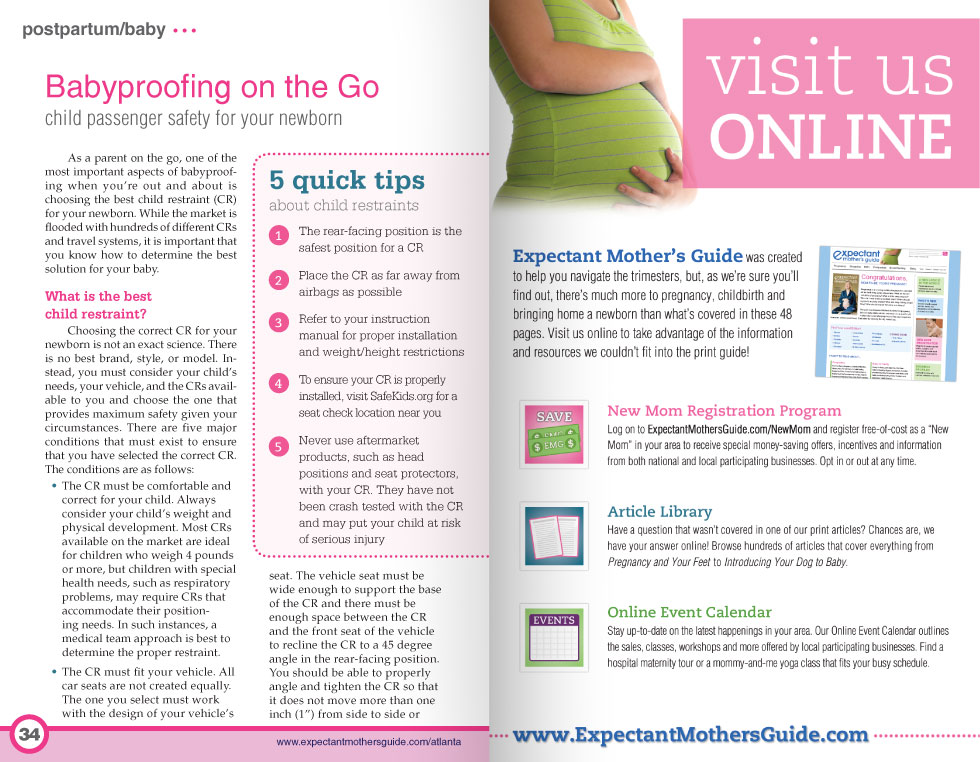 postpartum/baby •••
Babyproofing on the Go
child passenger safety for your newborn
As a parent on the go, one of the
most important aspects of babyproof-
ing when you're out and about is
choosing the best child restraint (CR)
for your newborn. While the market is
flooded with hundreds of different CRs
and travel systems, it is important that
you know how to determine the best
solution for your baby.
What is the best
child restraint?
Choosing the correct CR for your
newborn is not an exact science. There
is no best brand, style, or model. In-
stead, you must consider your child's
needs, your vehicle, and the CRs avail-
able to you and choose the one that
provides maximum safety given your
circumstances. There are five major
conditions that must exist to ensure
that you have selected the correct CR.
The conditions are as follows:
• The CR must be comfortable and
correct for your child. Always
consider your child's weight and
physical development. Most CRs
available on the market are ideal
for children who weigh 4 pounds
or more, but children with special
health needs, such as respiratory
problems, may require CRs that
accommodate their position-
ing needs. In such instances, a
medical team approach is best to
determine the proper restraint.
• The CR must fit your vehicle. All
car seats are not created equally.
The one you select must work
with the design of your vehicle's
5 quick tips
about child restraints
1 The rear-facing position is the
safest position for a CR
2 Place the CR as far away from
airbags as possible
3 Refer to your instruction
manual for proper installation
and weight/height restrictions
4 To ensure your CR is properly
installed, visit SafeKids.org for a
seat check location near you
5 Never use aftermarket
products, such as head
positions and seat protectors,
with your CR. They have not
been crash tested with the CR
and may put your child at risk
of serious injury
seat. The vehicle seat must be
wide enough to support the base
of the CR and there must be
enough space between the CR
and the front seat of the vehicle
to recline the CR to a 45 degree
angle in the rear-facing position.
You should be able to properly
angle and tighten the CR so that
it does not move more than one
inch (1") from side to side or
34
www.expectantmothersguide.com/atlanta
visit us
ONLINE
Expectant Mother's Guide was created
to help you navigate the trimesters, but, as we're sure you'll
find out, there's much more to pregnancy, childbirth and
bringing home a newborn than what's covered in these 48
pages. Visit us online to take advantage of the information
and resources we couldn't fit into the print guide!
expectant
mother's guide
Congratulations,
SAVE
EMG
New Mom Registration Program
Log on to ExpectantMothersGuide.com/NewMom and register free-of-cost as a "New
Mom" in your area to receive special money-saving offers, incentives and information
from both national and local participating businesses. Opt in or out at any time.
Article Library
Have a question that wasn't covered in one of our print articles? Chances are, we
have your answer online! Browse hundreds of articles that cover everything from
Pregnancy and Your Feet to Introducing Your Dog to Baby.
EVENTS
Online Event Calendar
Stay up-to-date on the latest happenings in your area. Our Online Event Calendar outlines
the sales, classes, workshops and more offered by local participating businesses. Find a
hospital maternity tour or a mommy-and-me yoga class that fits your busy schedule.
www.ExpectantMothersGuide.com